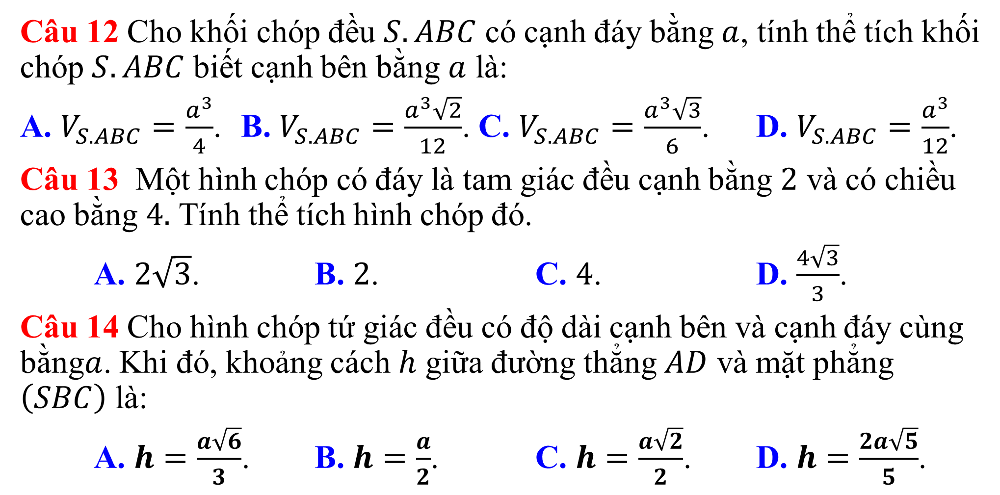 Câu 12 Cho khối chóp đều S.ABC có cạnh đáy bằng a, tính thể tích khối
chóp S.ABC biết cạnh bên bằng a là:
A. V_{S.ABC} = \frac{a^3}{4}. B. V_{S.ABC} = \frac{a^3\sqrt{2}}{12}. C. V_{S.ABC} = \frac{a^3\sqrt{3}}{6}. D. V_{S.ABC} = \frac{a^3}{12}.
Câu 13 Một hình chóp có đáy là tam giác đều cạnh bằng 2 và có chiều
cao bằng 4. Tính thể tích hình chóp đó.
A. 2\sqrt{3}. B. 2. C. 4. D. \frac{4\sqrt{3}}{3}.
Câu 14 Cho hình chóp tứ giác đều có độ dài cạnh bên và cạnh đáy cùng
bằnga. Khi đó, khoảng cách h giữa đường thẳng AD và mặt phẳng
(SBC) là:
A. h = \frac{a\sqrt{6}}{3}. B. h = \frac{a}{2}. C. h = \frac{a\sqrt{2}}{2}. D. h = \frac{2a\sqrt{5}}{5}.